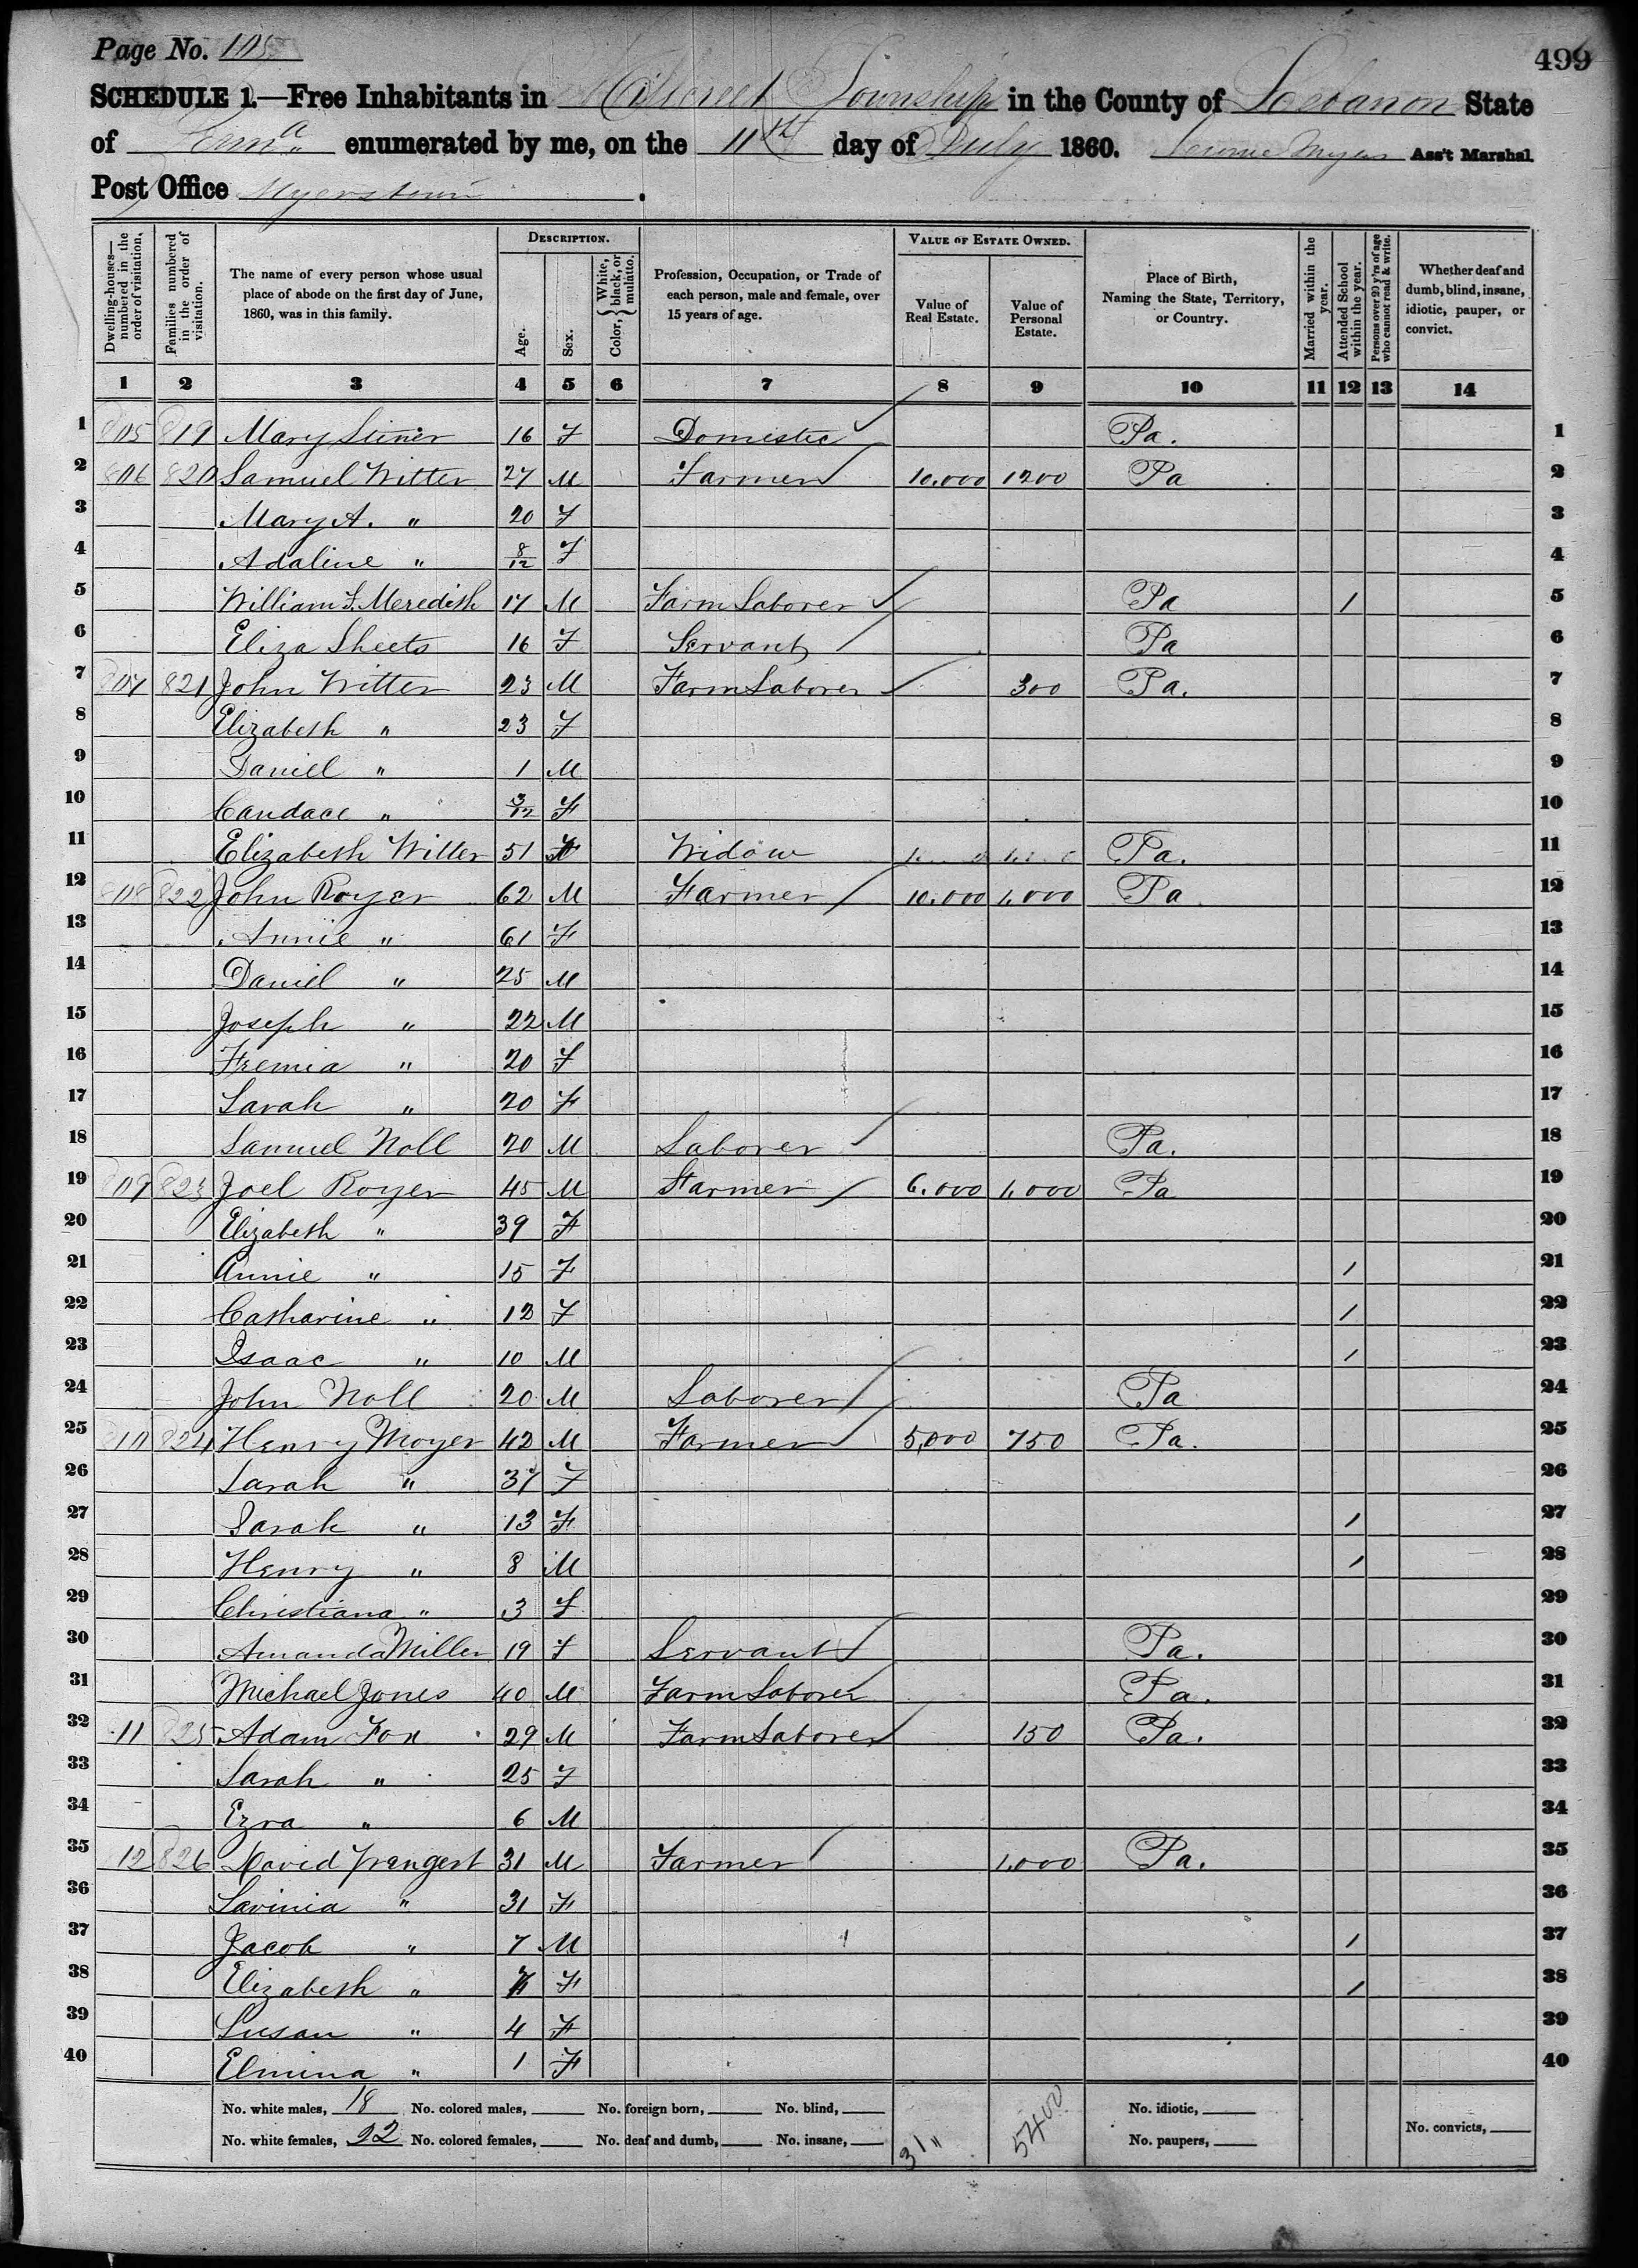 Page No. 105
499
SCHEDULE 1.—Free Inhabitants in Millcreek Township in the County of Lebanon State
of Penna. enumerated by me, on the 11th day of July 1860. Myers Ass't Marshal.
Post Office Myerstown.
Dwelling-houses—numbered in the order of visitation.
Families numbered in the order of visitation.
The name of every person whose usual place of abode on the first day of June, 1860, was in this family.
DESCRIPTION.
Age.
Sex.
Color, { White, black, or mulatto.
Profession, Occupation, or Trade of each person, male and female, over 15 years of age.
VALUE OF ESTATE OWNED.
Value of Real Estate.
Value of Personal Estate.
Place of Birth, Naming the State, Territory, or Country.
Married within the year.
Attended School within the year.
Persons over 20 y'rs of age who cannot read & write.
Whether deaf and dumb, blind, insane, idiotic, pauper, or convict.
1 2 3 4 5 6 7 8 9 10 11 12 13 14
1 805 819 Mary 16 F Domestic Pa. 1
2 806 820 Samuel Witter 27 M Farmer 10,000 1200 Pa 2
3 Mary A. " 20 F 3
4 Adaline " 8/12 F 4
5 William F. Meredith 17 M Farm Laborer Pa / 5
6 Eliza Sheets 16 F Servant Pa 6
7 807 821 John Witter 23 M Farm Laborer 300 Pa. 7
8 Elizabeth " 23 F 8
9 Daniel " 1 M 9
10 Candace " 3/12 F 10
11 Elizabeth Witter 51 F Widow Pa. 11
12 808 822 John Royer 62 M Farmer 10,000 1,000 Pa 12
13 Annie " 61 F 13
14 Daniel " 25 M 14
15 Joseph " 22 M 15
16 Fremia " 20 F 16
17 Sarah " 20 F 17
18 Samuel Noll 20 M Laborer Pa. 18
19 809 823 Joel Royer 45 M Farmer 6,000 1,000 Pa 19
20 Elizabeth " 39 F 20
21 Annie " 15 F / 21
22 Catharine " 12 F / 22
23 Isaac " 10 M / 23
24 John Noll 20 M Laborer Pa 24
25 810 824 Henry Moyer 42 M Farmer 5,000 750 Pa. 25
26 Sarah " 37 F 26
27 Sarah " 13 F / 27
28 Henry " 8 M / 28
29 Christiana " 3 F 29
30 Amanda Miller 19 F Servant Pa. 30
31 Michael Jones 40 M Farm Laborer Pa. 31
32 11 825 Adam Fox 29 M Farm Laborer 150 Pa. 32
33 Sarah " 25 F 33
34 Ezra " 6 M 34
35 12 826 David 31 M Farmer 1,000 Pa. 35
36 Lavinia " 31 F 36
37 Jacob " 7 M / 37
38 Elizabeth " F / 38
39 Susan " 4 F 39
40 Elmina " 1 F 40
No. white males, 18 No. colored males, No. foreign born, No. blind, No. idiotic,
No. white females, 22 No. colored females, No. deaf and dumb, No. insane, 31" 5400 No. paupers, No. convicts,